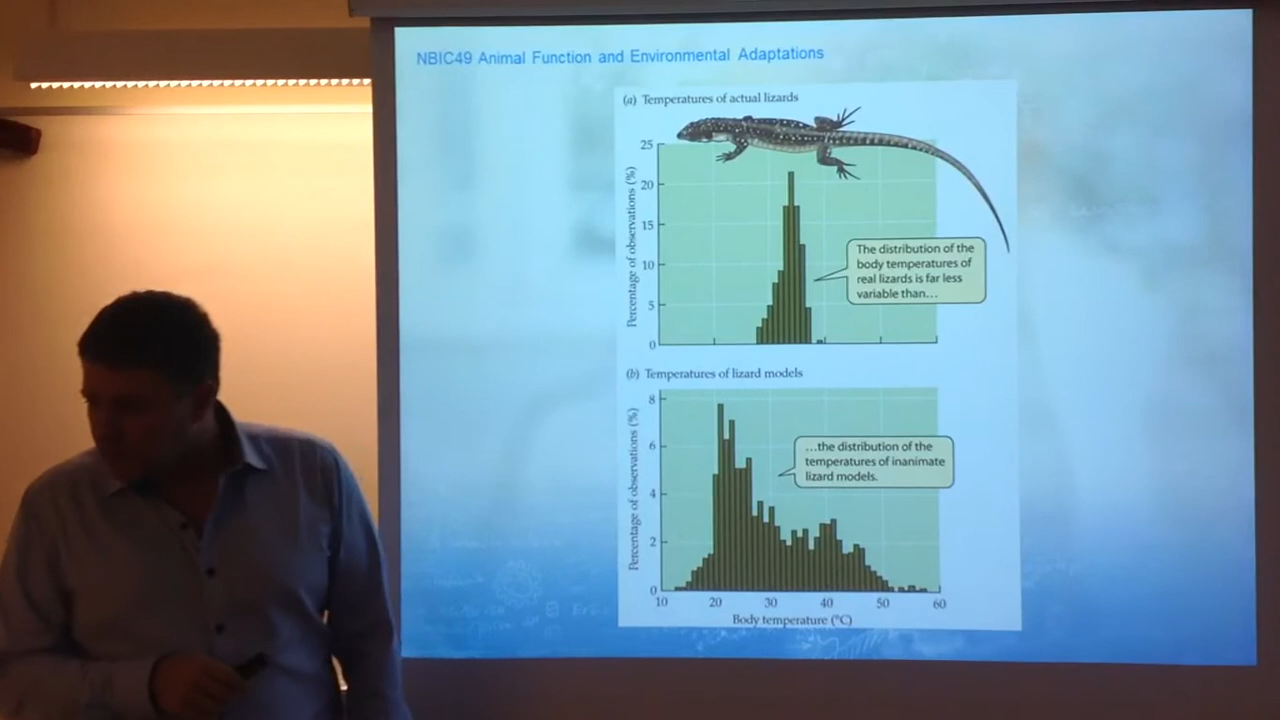 NBIC49 Animal Function and Environmental Adaptations
(a) Temperatures of actual lizards
25
20
15
10
5
0
Percentage of observations (%)
The distribution of the
body temperatures of
real lizards is far less
variable than…
(b) Temperatures of lizard models
8
6
4
2
0
Percentage of observations (%)
…the distribution of the
temperatures of inanimate
lizard models.
10 20 30 40 50 60
Body temperature (°C)